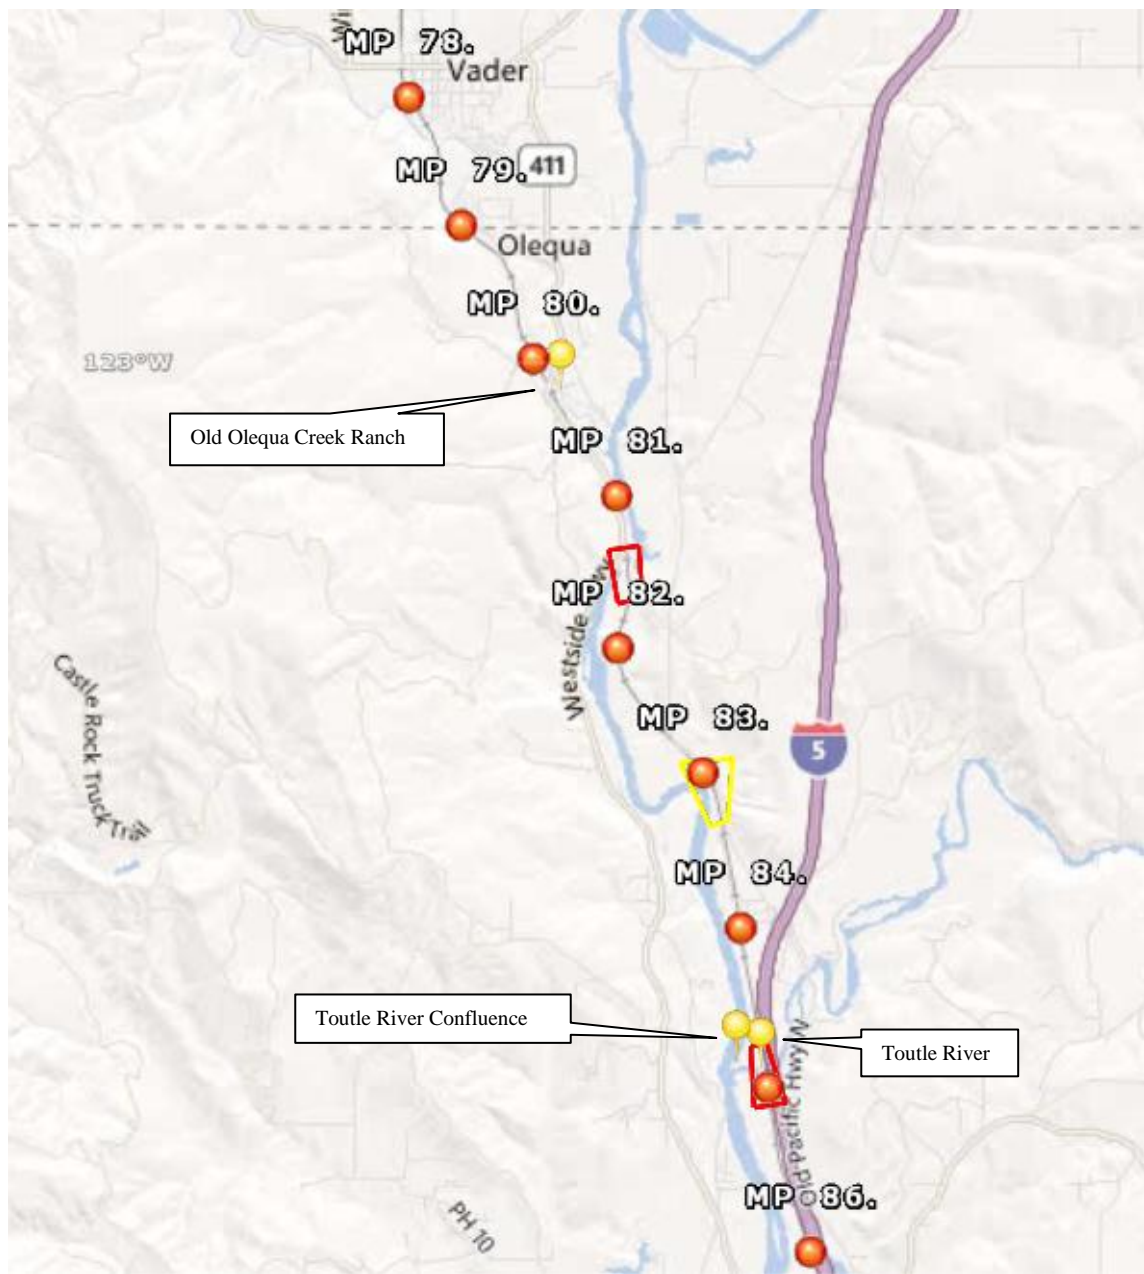 Wi
MP 78.
Vader
MP 79.
411
Olequa
MP 80.
123°W
Old Olequa Creek Ranch
MP 81.
MP 82.
Westside
MP 83.
5
Castle Rock Truck Trai
MP 84.
Toutle River Confluence
Toutle River
Old Pacific Hwy N
MP 86.
PH 10